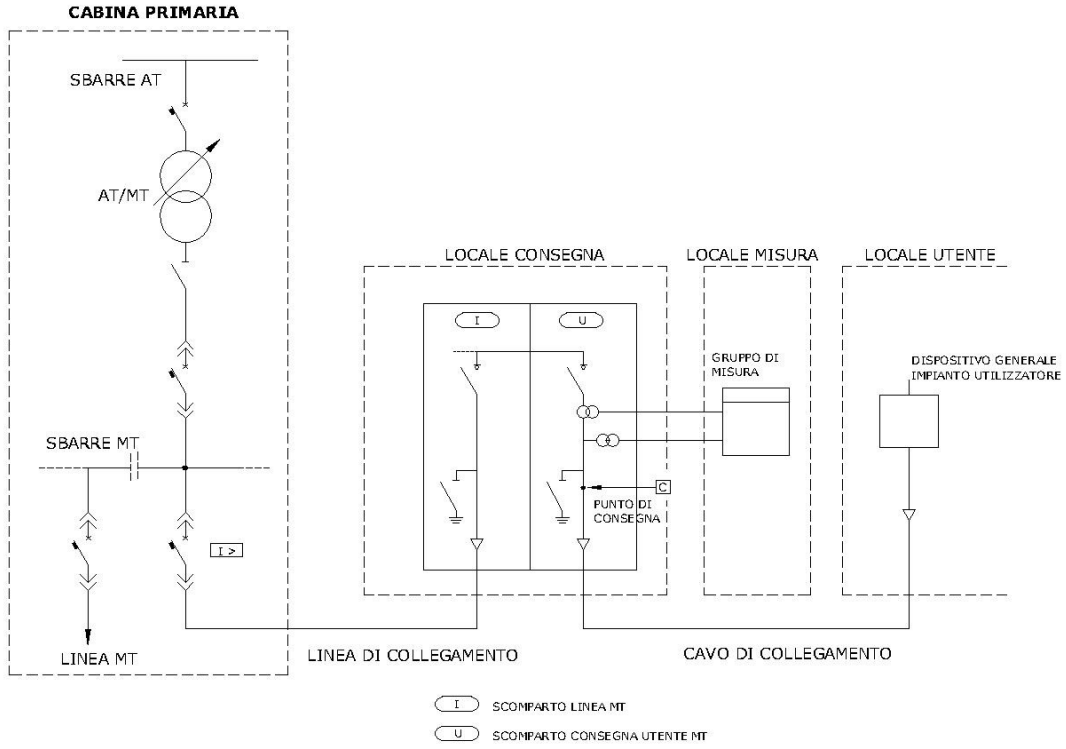 CABINA PRIMARIA
SBARRE AT
AT/MT
SBARRE MT
I >
LINEA MT
LOCALE CONSEGNA
LOCALE MISURA
LOCALE UTENTE
I
U
GRUPPO DI
MISURA
DISPOSITIVO GENERALE
IMPIANTO UTILIZZATORE
C
PUNTO DI
CONSEGNA
LINEA DI COLLEGAMENTO
CAVO DI COLLEGAMENTO
I SCOMPARTO LINEA MT
U SCOMPARTO CONSEGNA UTENTE MT